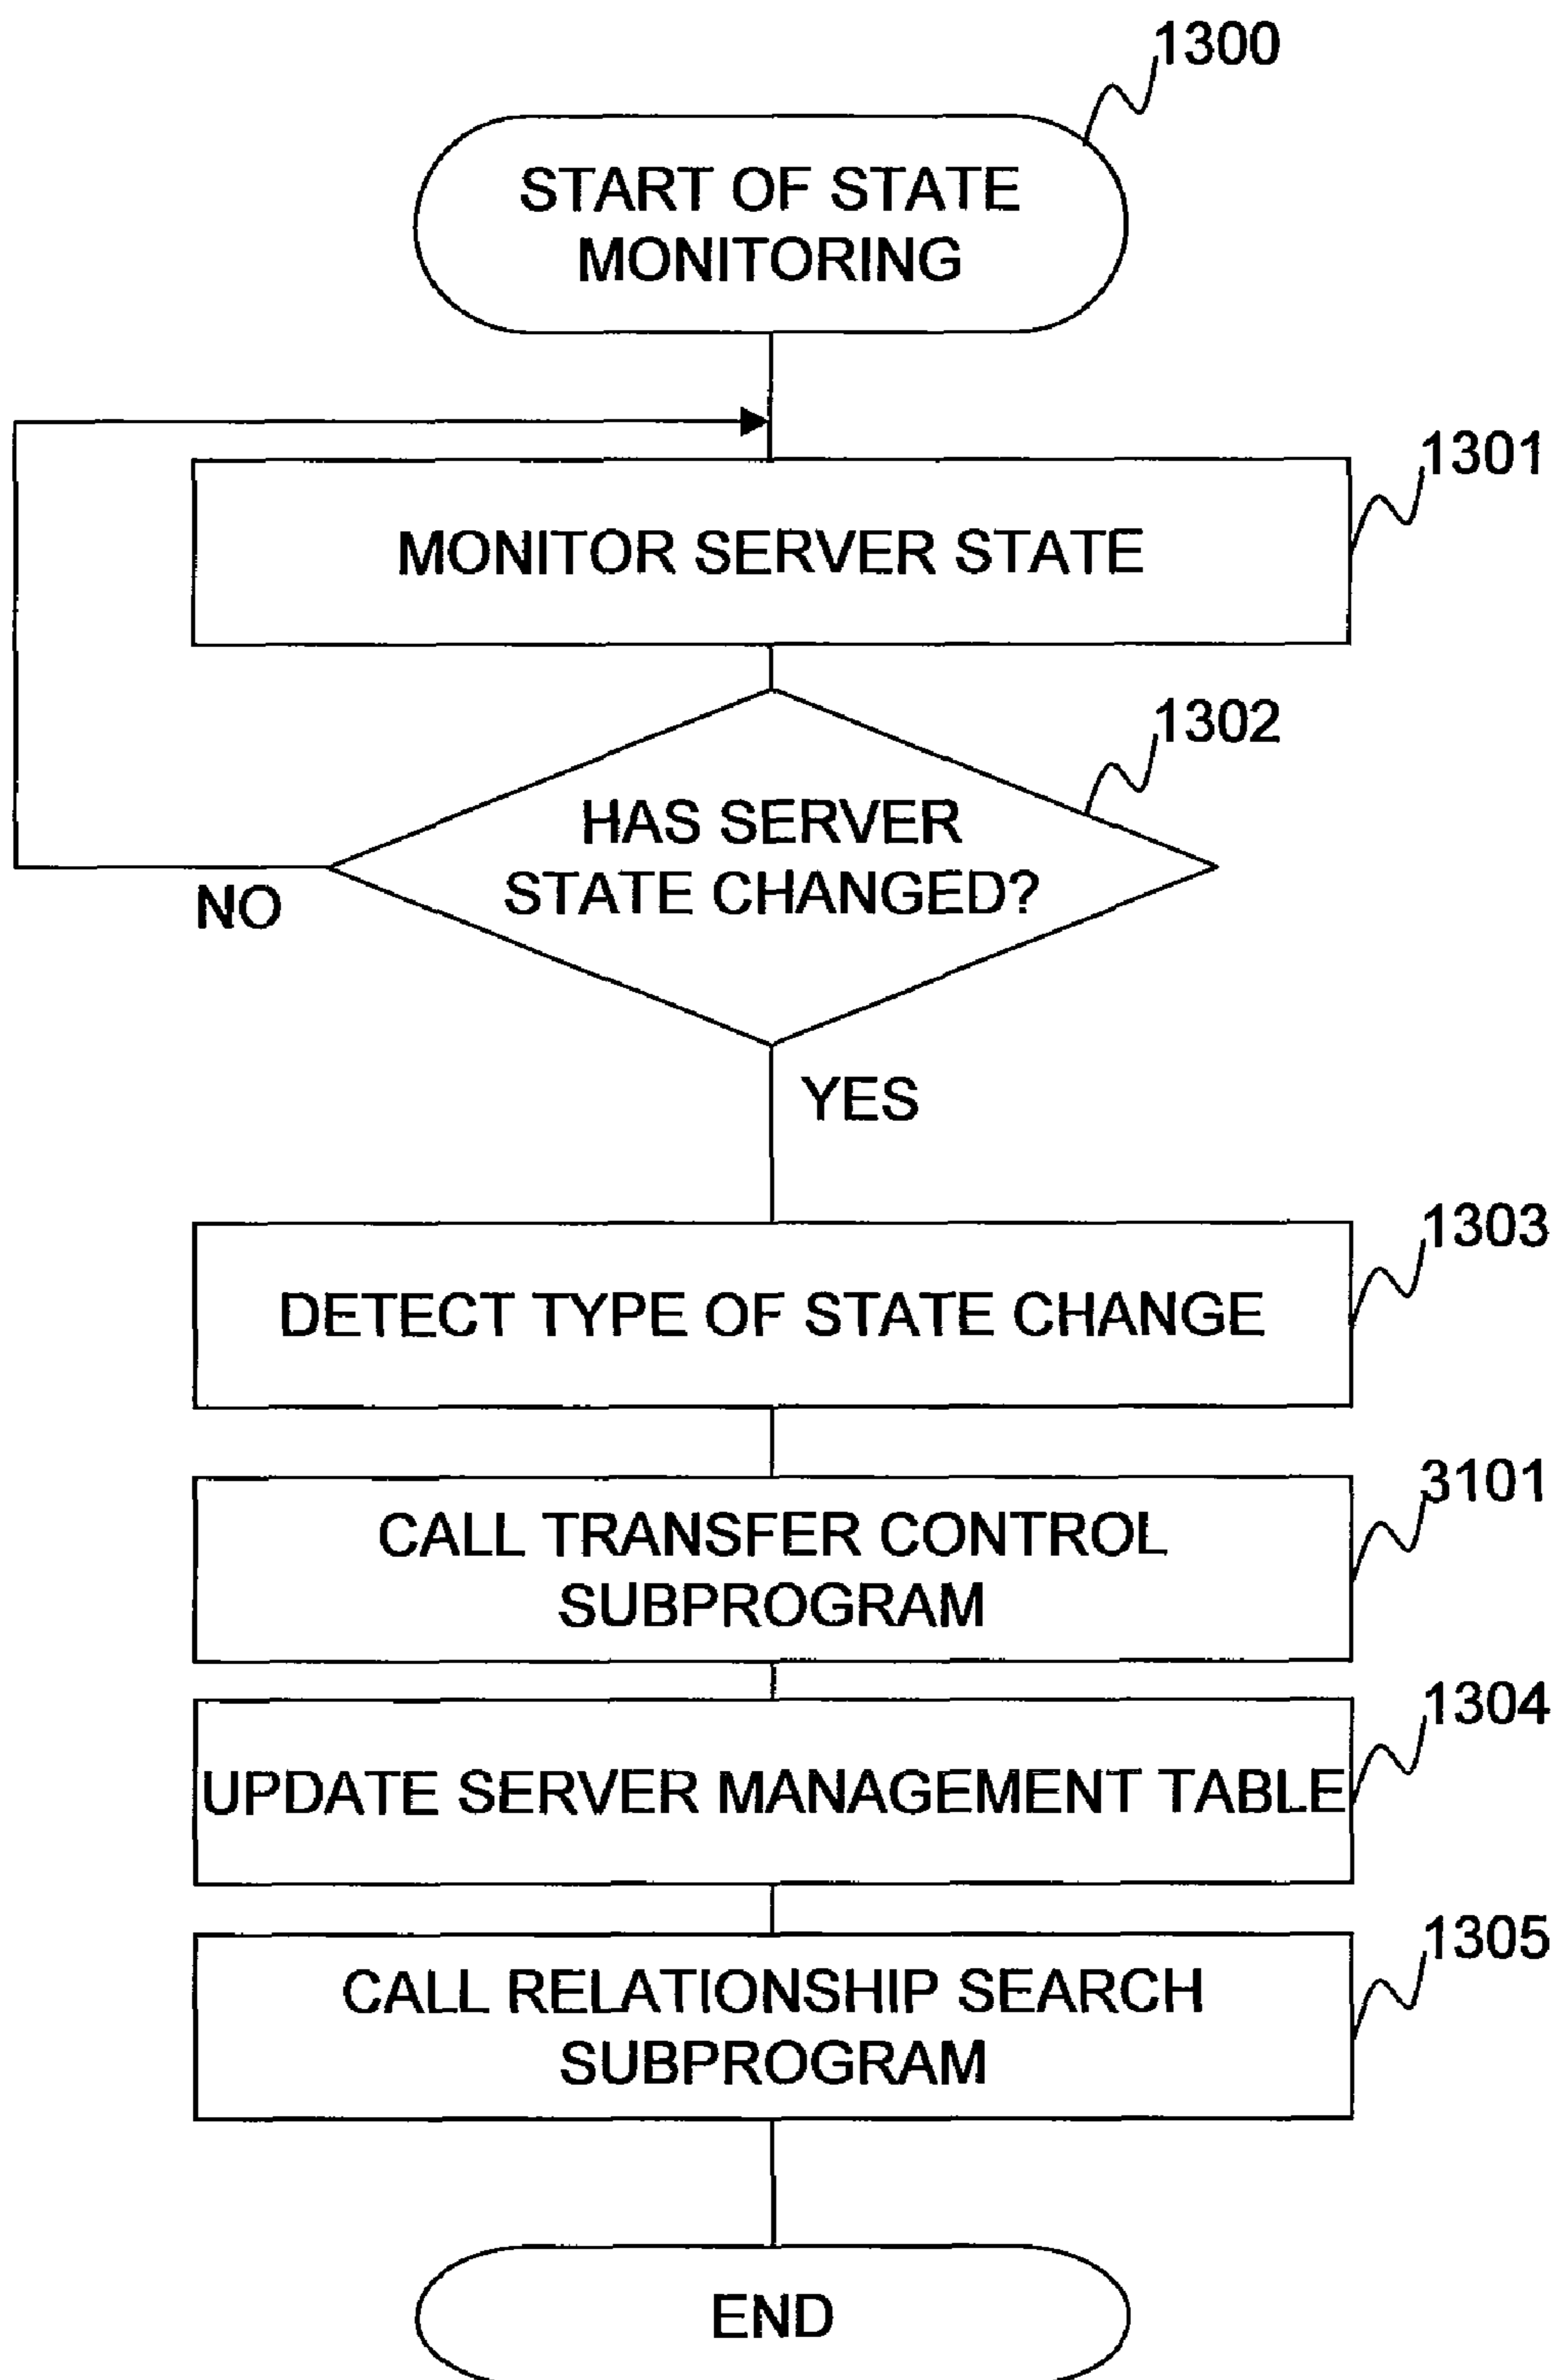 1300
START OF STATE
MONITORING
1301
MONITOR SERVER STATE
1302
HAS SERVER
STATE CHANGED?
NO
YES
1303
DETECT TYPE OF STATE CHANGE
3101
CALL TRANSFER CONTROL
SUBPROGRAM
1304
UPDATE SERVER MANAGEMENT TABLE
1305
CALL RELATIONSHIP SEARCH
SUBPROGRAM
END